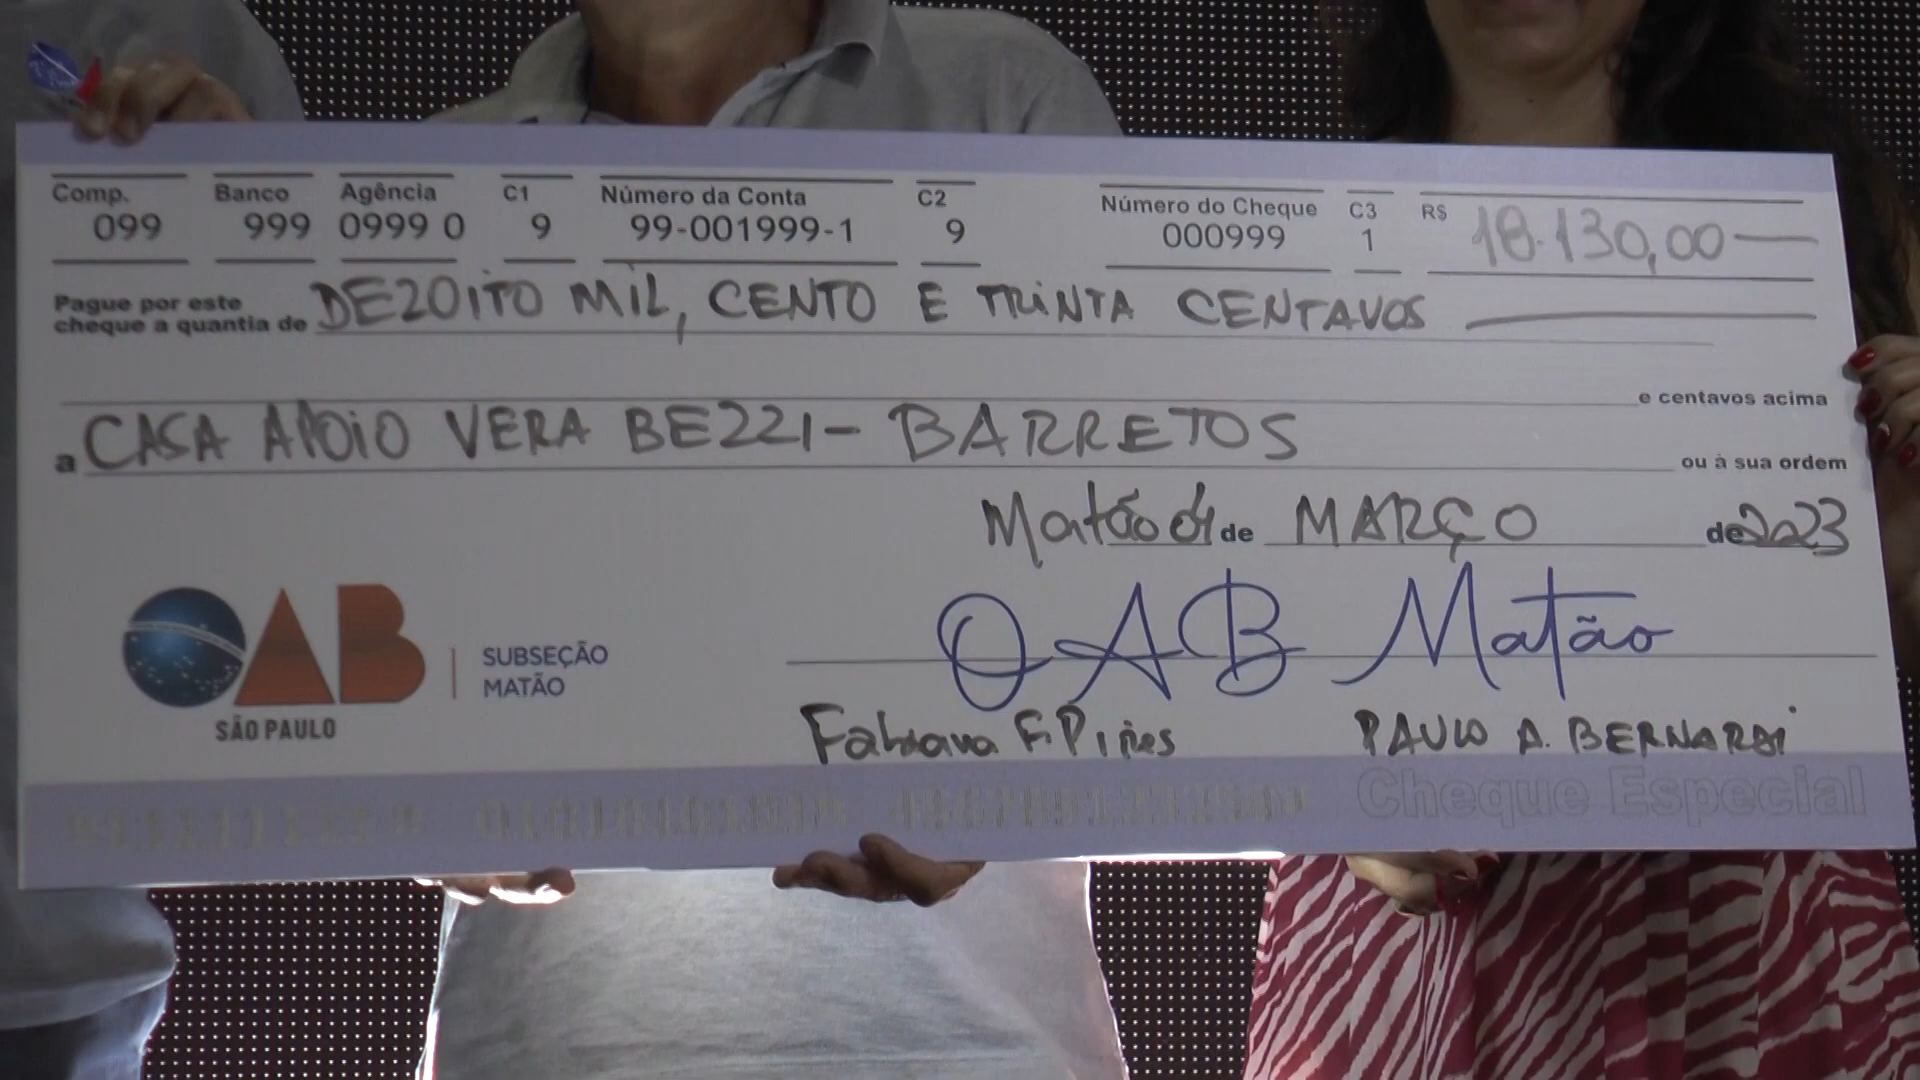 Comp. Banco Agência C1 Número da Conta C2 Número do Cheque C3 R$ 18.130,00
099 999 0999 0 9 99-001999-1 9 000999 1
Pague por este
cheque a quantia de DEZOITO MIL, CENTO E TRINTA CENTAVOS
e centavos acima
a CASA APOIO VERA BEZZI - BARRETOS ou à sua ordem
Matão 01 de MARÇO de 2023
OAB SUBSEÇÃO
MATÃO
SÃO PAULO
OAB Matão
Fabiana F. Pires PAULO A. BERNARDI
Cheque Especial